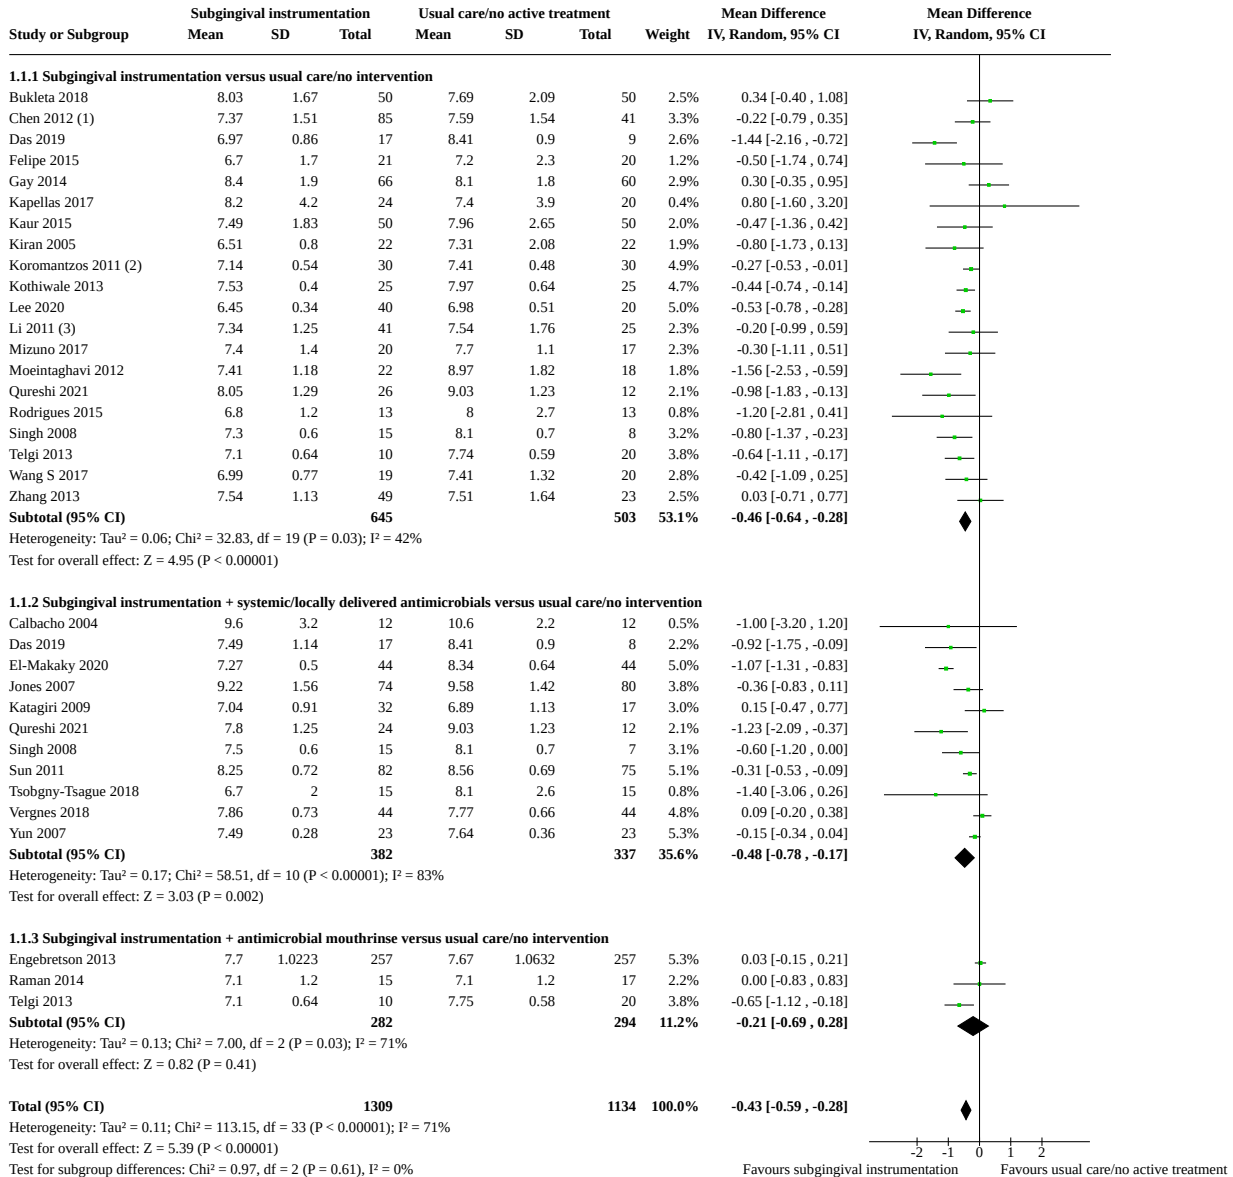 Subgingival instrumentation Usual care/no active treatment Mean Difference Mean Difference
Study or Subgroup Mean SD Total Mean SD Total Weight IV, Random, 95% CI IV, Random, 95% CI
1.1.1 Subgingival instrumentation versus usual care/no intervention
Bukleta 2018 8.03 1.67 50 7.69 2.09 50 2.5% 0.34 [-0.40 , 1.08]
Chen 2012 (1) 7.37 1.51 85 7.59 1.54 41 3.3% -0.22 [-0.79 , 0.35]
Das 2019 6.97 0.86 17 8.41 0.9 9 2.6% -1.44 [-2.16 , -0.72]
Felipe 2015 6.7 1.7 21 7.2 2.3 20 1.2% -0.50 [-1.74 , 0.74]
Gay 2014 8.4 1.9 66 8.1 1.8 60 2.9% 0.30 [-0.35 , 0.95]
Kapellas 2017 8.2 4.2 24 7.4 3.9 20 0.4% 0.80 [-1.60 , 3.20]
Kaur 2015 7.49 1.83 50 7.96 2.65 50 2.0% -0.47 [-1.36 , 0.42]
Kiran 2005 6.51 0.8 22 7.31 2.08 22 1.9% -0.80 [-1.73 , 0.13]
Koromantzos 2011 (2) 7.14 0.54 30 7.41 0.48 30 4.9% -0.27 [-0.53 , -0.01]
Kothiwale 2013 7.53 0.4 25 7.97 0.64 25 4.7% -0.44 [-0.74 , -0.14]
Lee 2020 6.45 0.34 40 6.98 0.51 20 5.0% -0.53 [-0.78 , -0.28]
Li 2011 (3) 7.34 1.25 41 7.54 1.76 25 2.3% -0.20 [-0.99 , 0.59]
Mizuno 2017 7.4 1.4 20 7.7 1.1 17 2.3% -0.30 [-1.11 , 0.51]
Moeintaghavi 2012 7.41 1.18 22 8.97 1.82 18 1.8% -1.56 [-2.53 , -0.59]
Qureshi 2021 8.05 1.29 26 9.03 1.23 12 2.1% -0.98 [-1.83 , -0.13]
Rodrigues 2015 6.8 1.2 13 8 2.7 13 0.8% -1.20 [-2.81 , 0.41]
Singh 2008 7.3 0.6 15 8.1 0.7 8 3.2% -0.80 [-1.37 , -0.23]
Telgi 2013 7.1 0.64 10 7.74 0.59 20 3.8% -0.64 [-1.11 , -0.17]
Wang S 2017 6.99 0.77 19 7.41 1.32 20 2.8% -0.42 [-1.09 , 0.25]
Zhang 2013 7.54 1.13 49 7.51 1.64 23 2.5% 0.03 [-0.71 , 0.77]
Subtotal (95% CI) 645 503 53.1% -0.46 [-0.64 , -0.28]
Heterogeneity: Tau² = 0.06; Chi² = 32.83, df = 19 (P = 0.03); I² = 42%
Test for overall effect: Z = 4.95 (P < 0.00001)
1.1.2 Subgingival instrumentation + systemic/locally delivered antimicrobials versus usual care/no intervention
Calbacho 2004 9.6 3.2 12 10.6 2.2 12 0.5% -1.00 [-3.20 , 1.20]
Das 2019 7.49 1.14 17 8.41 0.9 8 2.2% -0.92 [-1.75 , -0.09]
El-Makaky 2020 7.27 0.5 44 8.34 0.64 44 5.0% -1.07 [-1.31 , -0.83]
Jones 2007 9.22 1.56 74 9.58 1.42 80 3.8% -0.36 [-0.83 , 0.11]
Katagiri 2009 7.04 0.91 32 6.89 1.13 17 3.0% 0.15 [-0.47 , 0.77]
Qureshi 2021 7.8 1.25 24 9.03 1.23 12 2.1% -1.23 [-2.09 , -0.37]
Singh 2008 7.5 0.6 15 8.1 0.7 7 3.1% -0.60 [-1.20 , 0.00]
Sun 2011 8.25 0.72 82 8.56 0.69 75 5.1% -0.31 [-0.53 , -0.09]
Tsobgny-Tsague 2018 6.7 2 15 8.1 2.6 15 0.8% -1.40 [-3.06 , 0.26]
Vergnes 2018 7.86 0.73 44 7.77 0.66 44 4.8% 0.09 [-0.20 , 0.38]
Yun 2007 7.49 0.28 23 7.64 0.36 23 5.3% -0.15 [-0.34 , 0.04]
Subtotal (95% CI) 382 337 35.6% -0.48 [-0.78 , -0.17]
Heterogeneity: Tau² = 0.17; Chi² = 58.51, df = 10 (P < 0.00001); I² = 83%
Test for overall effect: Z = 3.03 (P = 0.002)
1.1.3 Subgingival instrumentation + antimicrobial mouthrinse versus usual care/no intervention
Engebretson 2013 7.7 1.0223 257 7.67 1.0632 257 5.3% 0.03 [-0.15 , 0.21]
Raman 2014 7.1 1.2 15 7.1 1.2 17 2.2% 0.00 [-0.83 , 0.83]
Telgi 2013 7.1 0.64 10 7.75 0.58 20 3.8% -0.65 [-1.12 , -0.18]
Subtotal (95% CI) 282 294 11.2% -0.21 [-0.69 , 0.28]
Heterogeneity: Tau² = 0.13; Chi² = 7.00, df = 2 (P = 0.03); I² = 71%
Test for overall effect: Z = 0.82 (P = 0.41)
Total (95% CI) 1309 1134 100.0% -0.43 [-0.59 , -0.28]
Heterogeneity: Tau² = 0.11; Chi² = 113.15, df = 33 (P < 0.00001); I² = 71%
Test for overall effect: Z = 5.39 (P < 0.00001)
-2 -1 0 1 2
Test for subgroup differences: Chi² = 0.97, df = 2 (P = 0.61), I² = 0% Favours subgingival instrumentation Favours usual care/no active treatment